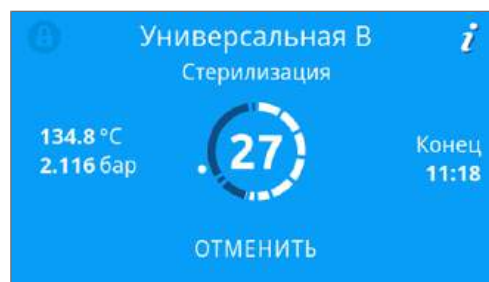 Универсальная В
i
Стерилизация
134.8 °C
2.116 бар
27
Конец
11:18
ОТМЕНИТЬ